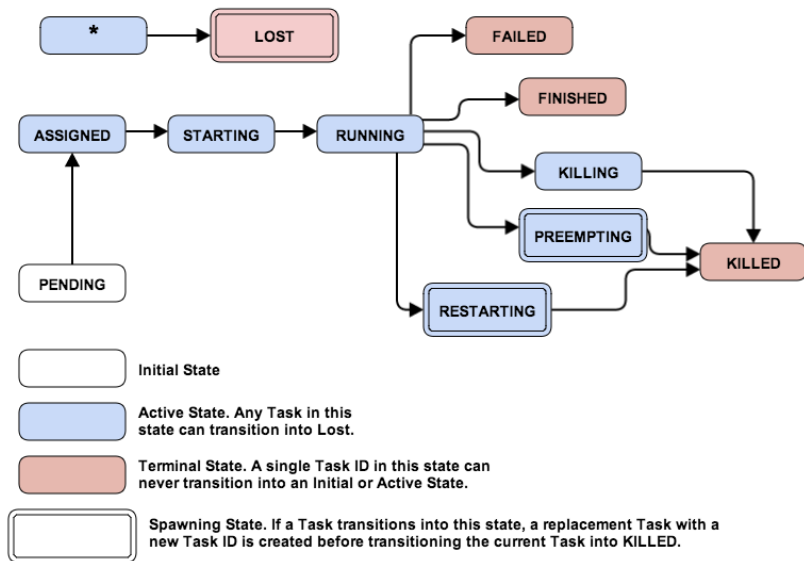 *
LOST
FAILED
FINISHED
ASSIGNED
STARTING
RUNNING
KILLING
PREEMPTING
KILLED
PENDING
RESTARTING
Initial State
Active State. Any Task in this
state can transition into Lost.
Terminal State. A single Task ID in this state can
never transition into an Initial or Active State.
Spawning State. If a Task transitions into this state, a replacement Task with a
new Task ID is created before transitioning the current Task into KILLED.